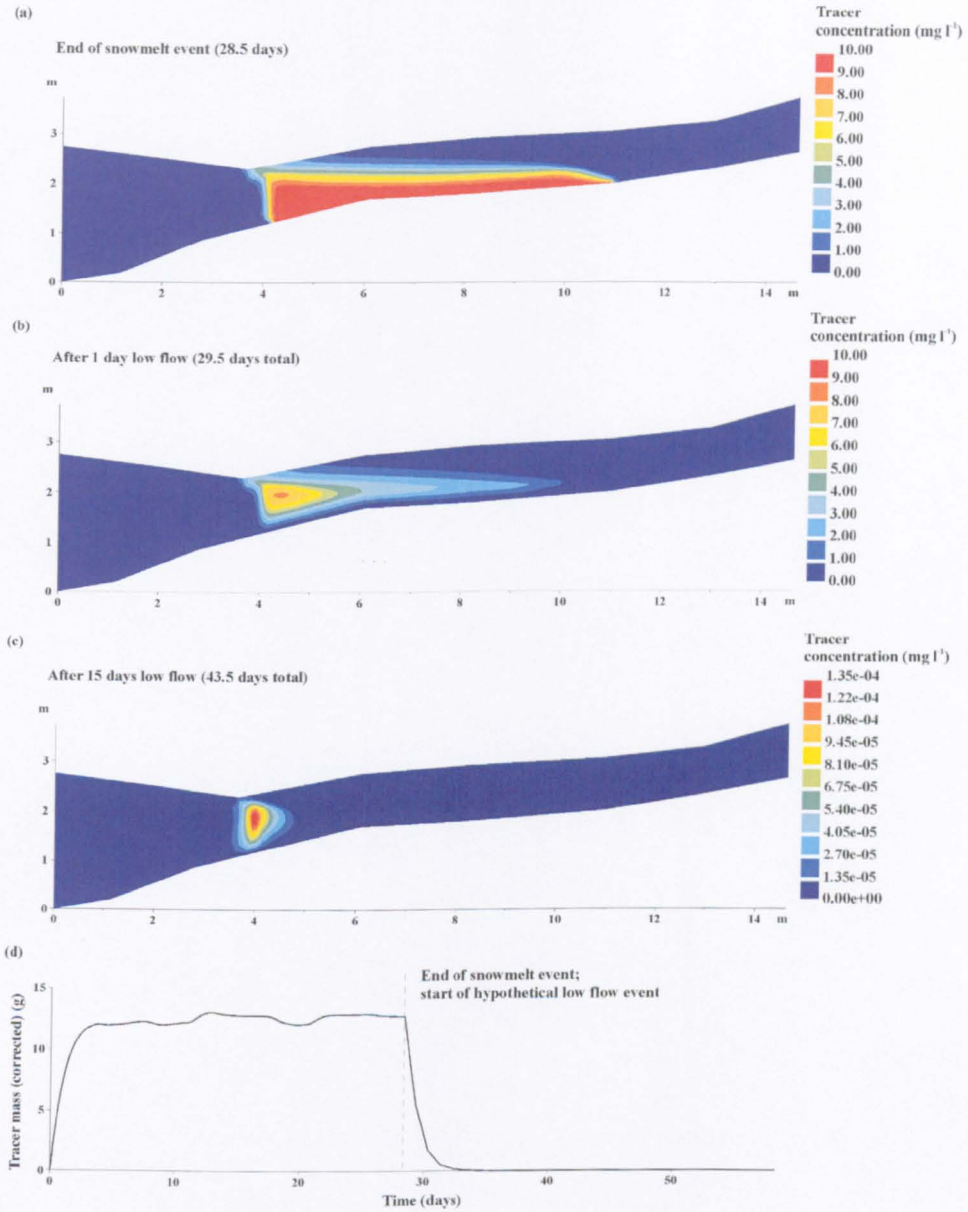 (a)
End of snowmelt event (28.5 days)
Tracer
concentration (mg l⁻¹)
10.00
9.00
8.00
7.00
6.00
5.00
4.00
3.00
2.00
1.00
0.00
m
3
2
1
0
0 2 4 6 8 10 12 14 m
(b)
After 1 day low flow (29.5 days total)
Tracer
concentration (mg l⁻¹)
10.00
9.00
8.00
7.00
6.00
5.00
4.00
3.00
2.00
1.00
0.00
m
3
2
1
0
0 2 4 6 8 10 12 14 m
(c)
After 15 days low flow (43.5 days total)
Tracer
concentration (mg l⁻¹)
1.35e-04
1.22e-04
1.08e-04
9.45e-05
8.10e-05
6.75e-05
5.40e-05
4.05e-05
2.70e-05
1.35e-05
0.00e+00
m
3
2
1
0
0 2 4 6 8 10 12 14 m
(d)
End of snowmelt event;
start of hypothetical low flow event
Tracer mass (corrected) (g)
15
10
5
0
0 10 20 30 40 50
Time (days)